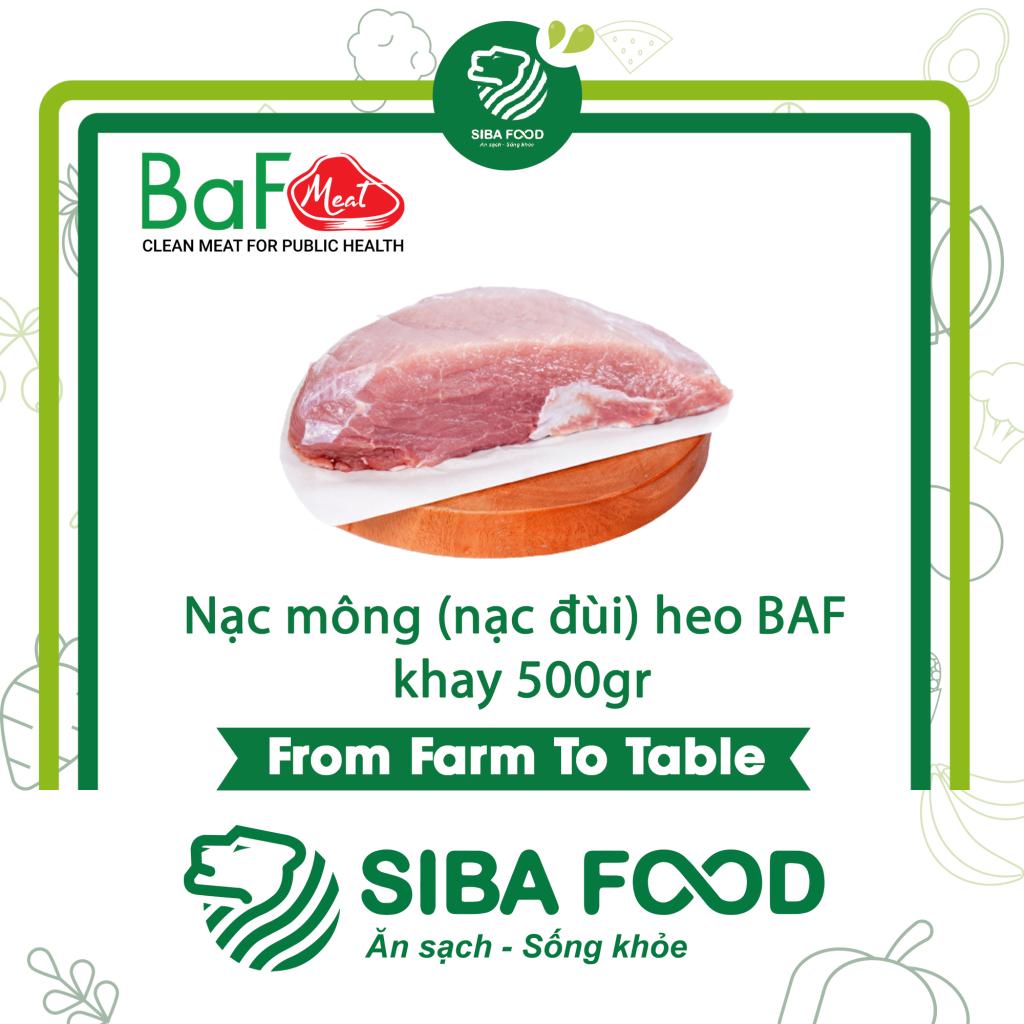 SIBA FOOD
Ăn sạch - Sống khỏe
BaF Meat
CLEAN MEAT FOR PUBLIC HEALTH
Nạc mông (nạc đùi) heo BAF
khay 500gr
From Farm To Table
SIBA FOOD
Ăn sạch - Sống khỏe